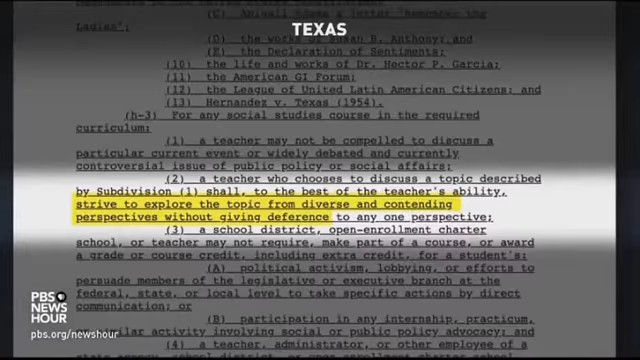 TEXAS
(C) Abigail Adams's letter "Remember the
Ladies";
(D) the works of Susan B. Anthony; and
(E) the Declaration of Sentiments;
(10) the life and works of Dr. Hector P. Garcia;
(11) the American GI Forum;
(12) the League of United Latin American Citizens; and
(13) Hernandez v. Texas (1954).
(h-3) For any social studies course in the required
curriculum:
(1) a teacher may not be compelled to discuss a
particular current event or widely debated and currently
controversial issue of public policy or social affairs;
(2) a teacher who chooses to discuss a topic described
by Subdivision (1) shall, to the best of the teacher's ability,
strive to explore the topic from diverse and contending
perspectives without giving deference to any one perspective;
(3) a school district, open-enrollment charter
school, or teacher may not require, make part of a course, or award
a grade or course credit, including extra credit, for a student's:
(A) political activism, lobbying, or efforts to
persuade members of the legislative or executive branch at the
federal, state, or local level to take specific actions by direct
communication; or
(B) participation in any internship, practicum,
similar activity involving social or public policy advocacy; and
(4) a teacher, administrator, or other employee of a
PBS
NEWS
HOUR
pbs.org/newshour